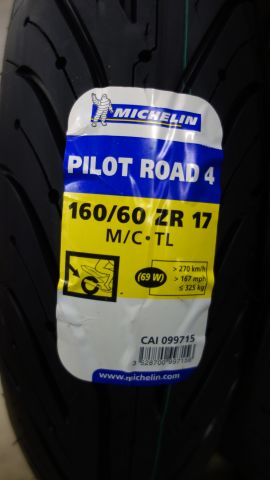 MICHELIN
PILOT ROAD 4
160/60 ZR 17
M/C • TL
(69 W)
> 270 km/h
> 167 mph
≤ 325 kg
CAI 099715
www.michelin.com